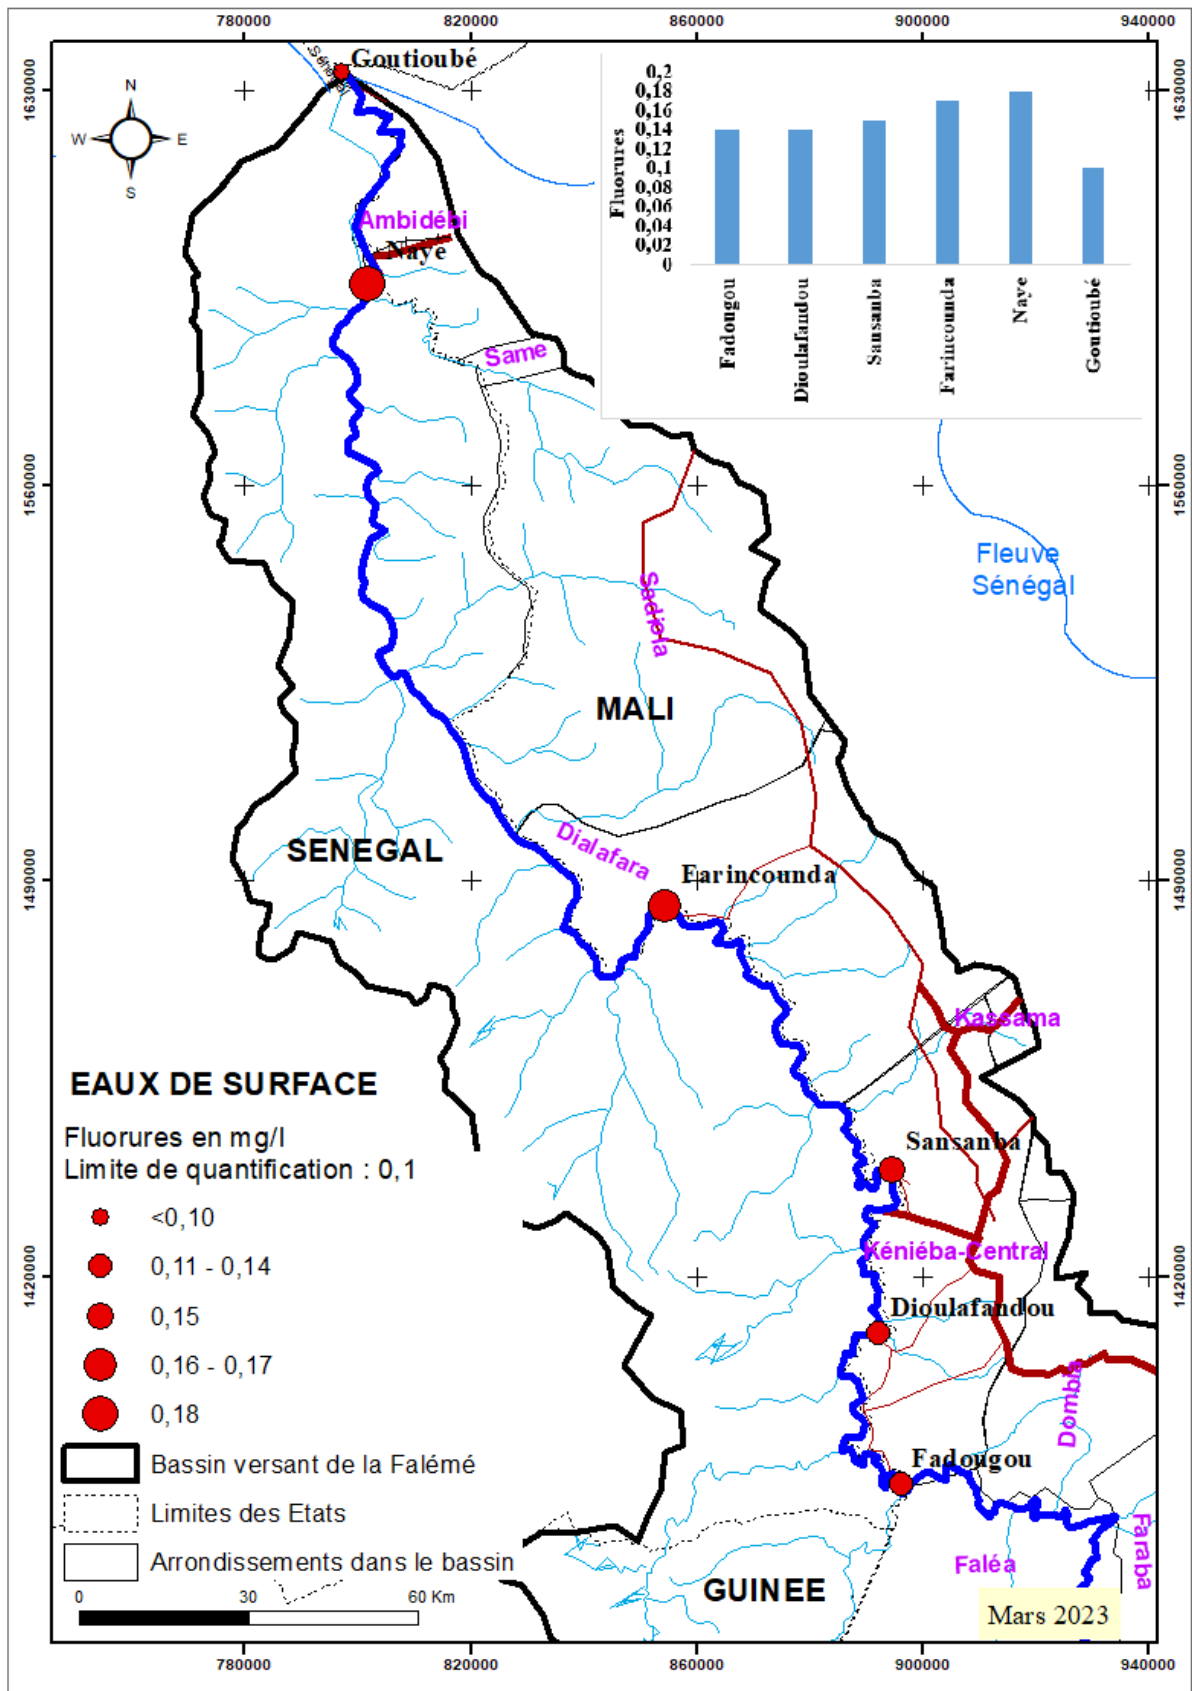 780000
820000
860000
900000
940000
1630000
1630000
Goutioubé
N
W
E
S
Fluorures
0,2
0,18
0,16
0,14
0,12
0,1
0,08
0,06
0,04
0,02
0
Fadougou
Dioulafandou
Sansanba
Farincounda
Naye
Goutioubé
Ambidébi
Naye
Same
1560000
1560000
Fleuve
Sénégal
Sadiola
MALI
SENEGAL
Dialafara
Farincounda
1490000
1490000
Kassama
EAUX DE SURFACE
Fluorures en mg/l
Limite de quantification : 0,1
<0,10
0,11 - 0,14
0,15
0,16 - 0,17
0,18
Bassin versant de la Falémé
Limites des Etats
Arrondissements dans le bassin
0 30 60 Km
Sansanba
Kéniéba-Central
1420000
1420000
Dioulafandou
Dombia
Fadougou
Faraba
Faléa
GUINEE
Mars 2023
780000
820000
860000
900000
940000